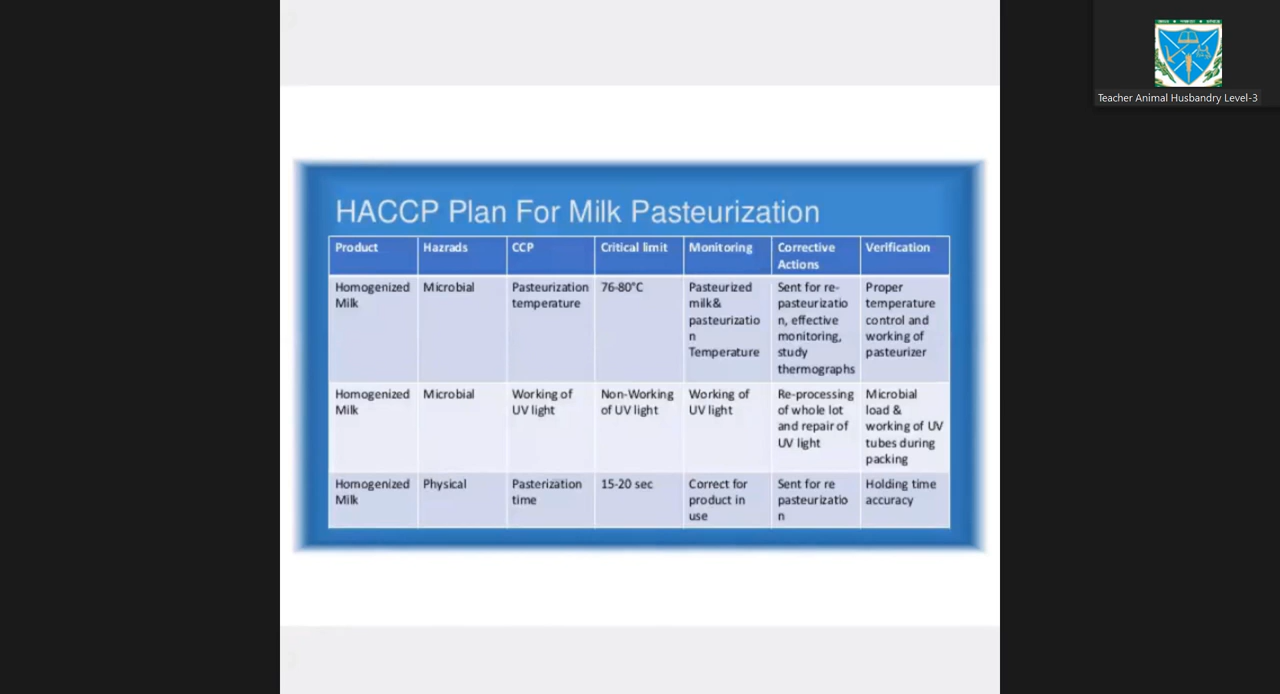 Teacher Animal Husbandry Level-3
HACCP Plan For Milk Pasteurization
Product Hazrads CCP Critical limit Monitoring Corrective Actions Verification
Homogenized Milk Microbial Pasteurization temperature 76-80°C Pasteurized milk& pasteurizatio n Temperature Sent for re- pasteurizatio n, effective monitoring, study thermographs Proper temperature control and working of pasteurizer
Homogenized Milk Microbial Working of UV light Non-Working of UV light Working of UV light Re-processing of whole lot and repair of UV light Microbial load & working of UV tubes during packing
Homogenized Milk Physical Pasterization time 15-20 sec Correct for product in use Sent for re pasteurizatio n Holding time accuracy